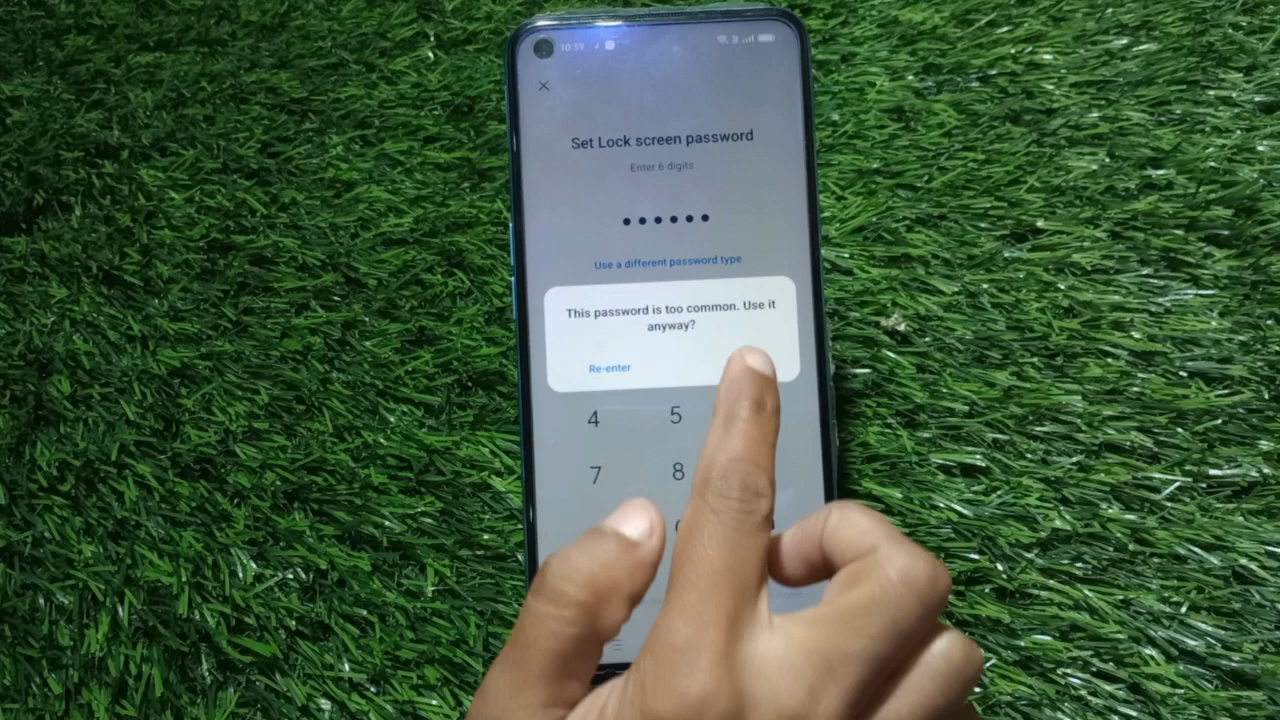 10:59
Set Lock screen password
Enter 6 digits
Use a different password type
This password is too common. Use it
anyway?
Re-enter
4 5
7 8